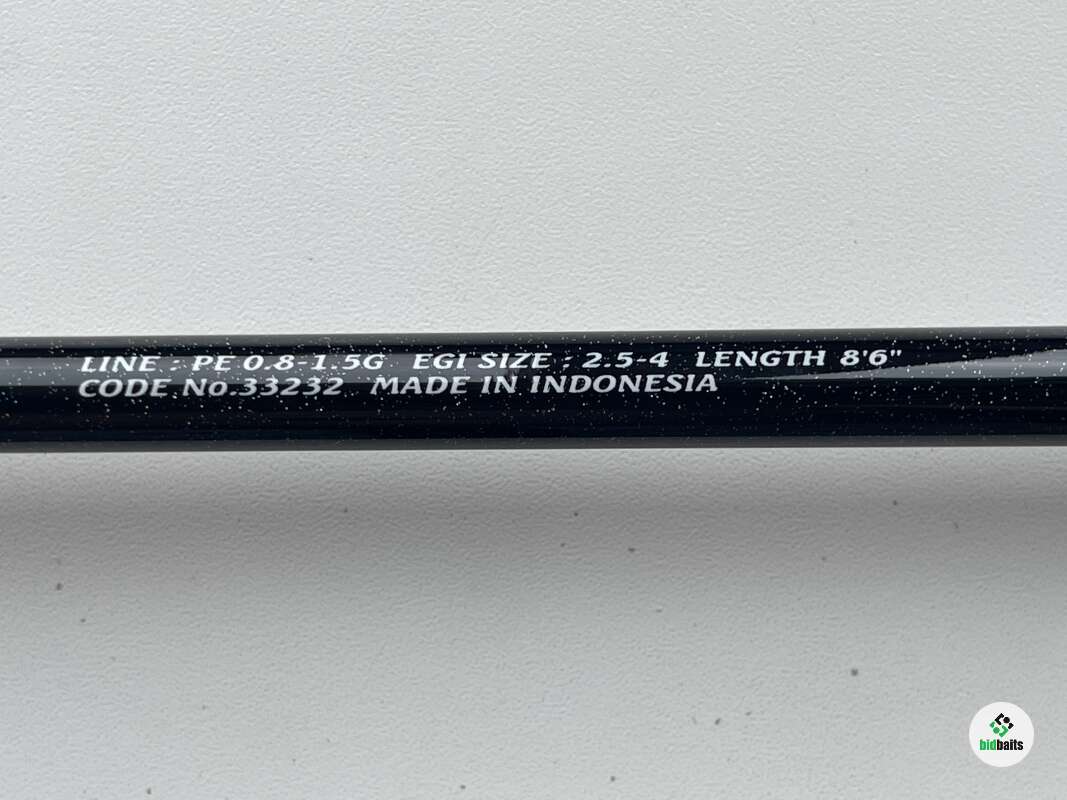 LINE : PE 0.8-1.5G EGI SIZE : 2.5-4 LENGTH 8'6"
CODE No.33232 MADE IN INDONESIA
bidbaits